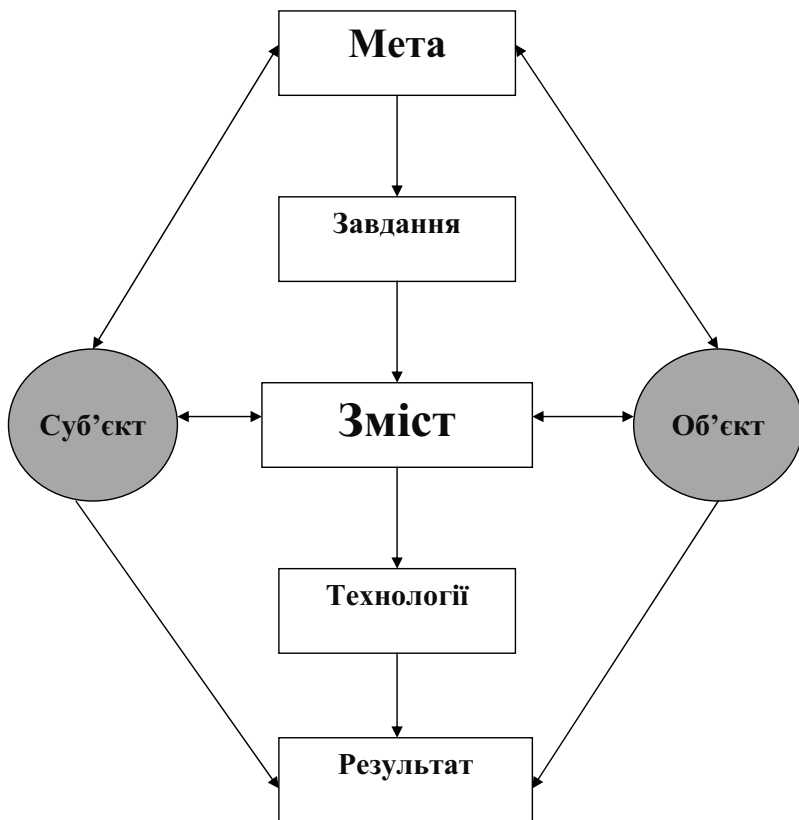 Мета
Завдання
Суб’єкт
Зміст
Об’єкт
Технології
Результат